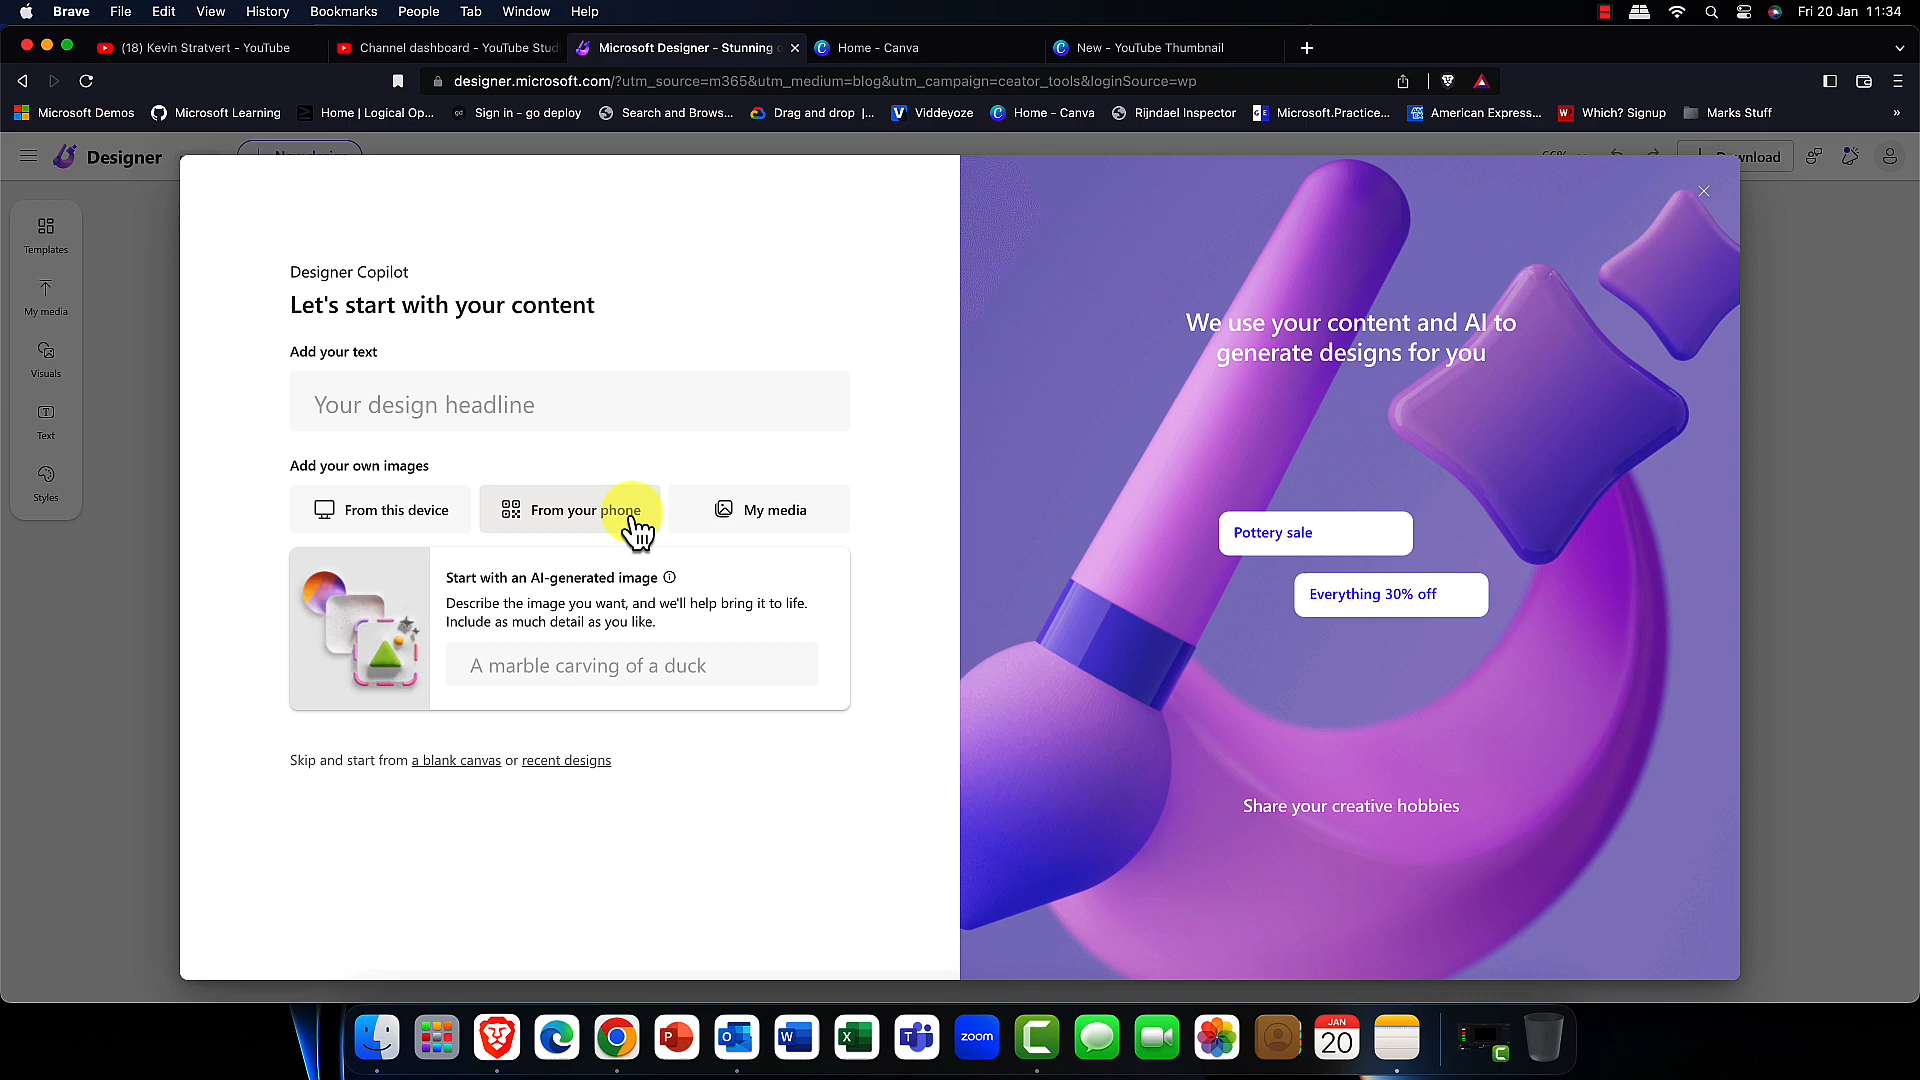 Brave File Edit View History Bookmarks People Tab Window Help Fri 20 Jan 11:34
(18) Kevin Stratvert - YouTube Channel dashboard - YouTube Stud Microsoft Designer - Stunning Home - Canva New - YouTube Thumbnail
designer.microsoft.com/?utm_source=m365&utm_medium=blog&utm_campaign=ceator_tools&loginSource=wp
Microsoft Demos Microsoft Learning Home | Logical Op... Sign in - go deploy Search and Brows... Drag and drop |... Viddeyoze Home - Canva Rijndael Inspector Microsoft.Practice... American Express... Which? Signup Marks Stuff »
Designer
Templates
My media
Visuals
Text
Styles
Designer Copilot
Let's start with your content
Add your text
Your design headline
Add your own images
From this device From your phone My media
Start with an AI-generated image
Describe the image you want, and we'll help bring it to life.
Include as much detail as you like.
A marble carving of a duck
Skip and start from a blank canvas or recent designs
We use your content and AI to
generate designs for you
Pottery sale
Everything 30% off
Share your creative hobbies
zoom
JAN
20